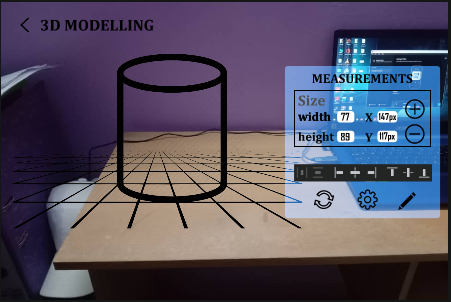 3D MODELLING
MEASUREMENTS
Size
width 77 X 147px
height 89 Y 117px